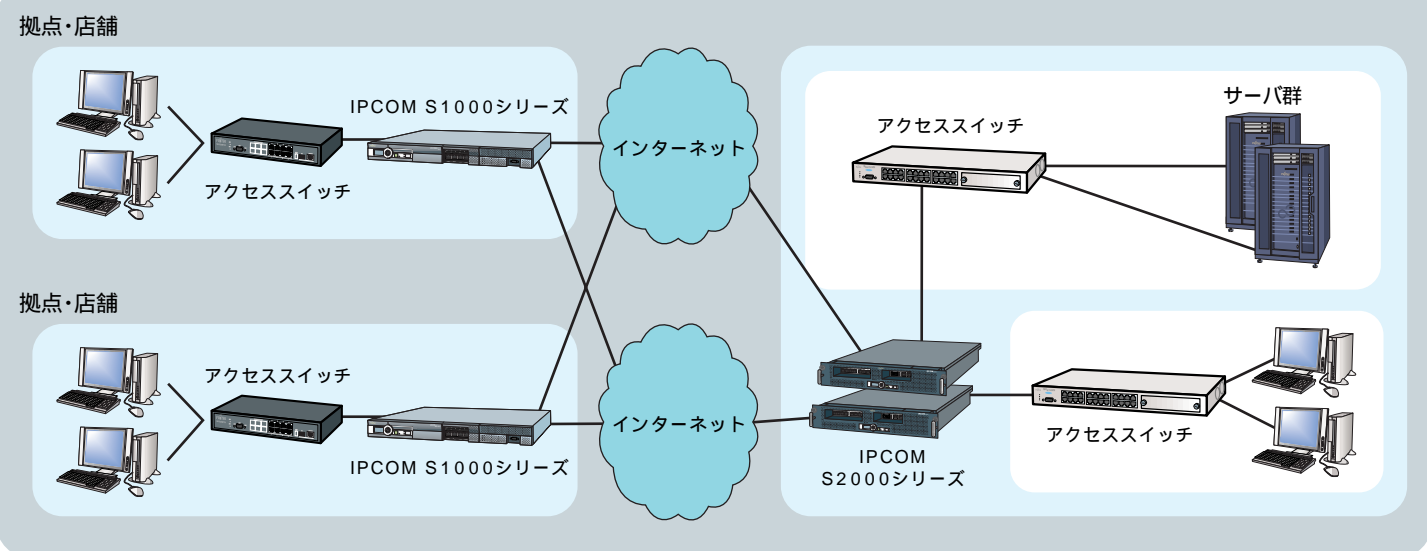 拠点・店舗
IPCOM S1000シリーズ
アクセススイッチ
インターネット
アクセススイッチ
サーバ群
拠点・店舗
アクセススイッチ
IPCOM S1000シリーズ
インターネット
IPCOM
S2000シリーズ
アクセススイッチ